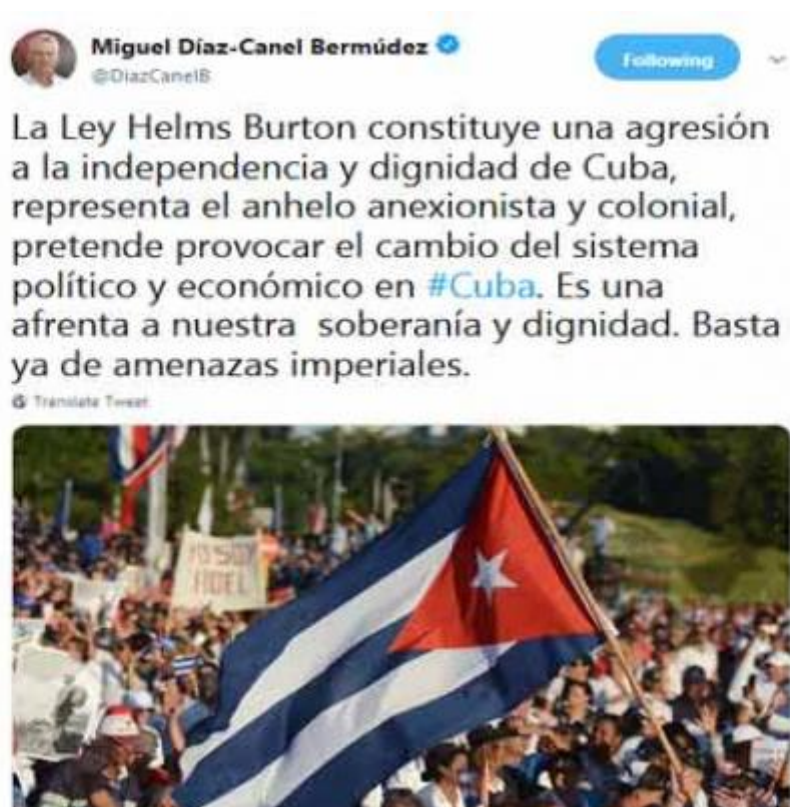 Miguel Díaz-Canel Bermúdez
@DiazCanelB
Following
La Ley Helms Burton constituye una agresión
a la independencia y dignidad de Cuba,
representa el anhelo anexionista y colonial,
pretende provocar el cambio del sistema
político y económico en #Cuba. Es una
afrenta a nuestra soberanía y dignidad. Basta
ya de amenazas imperiales.
Translate Tweet
YO SOY
FIDEL